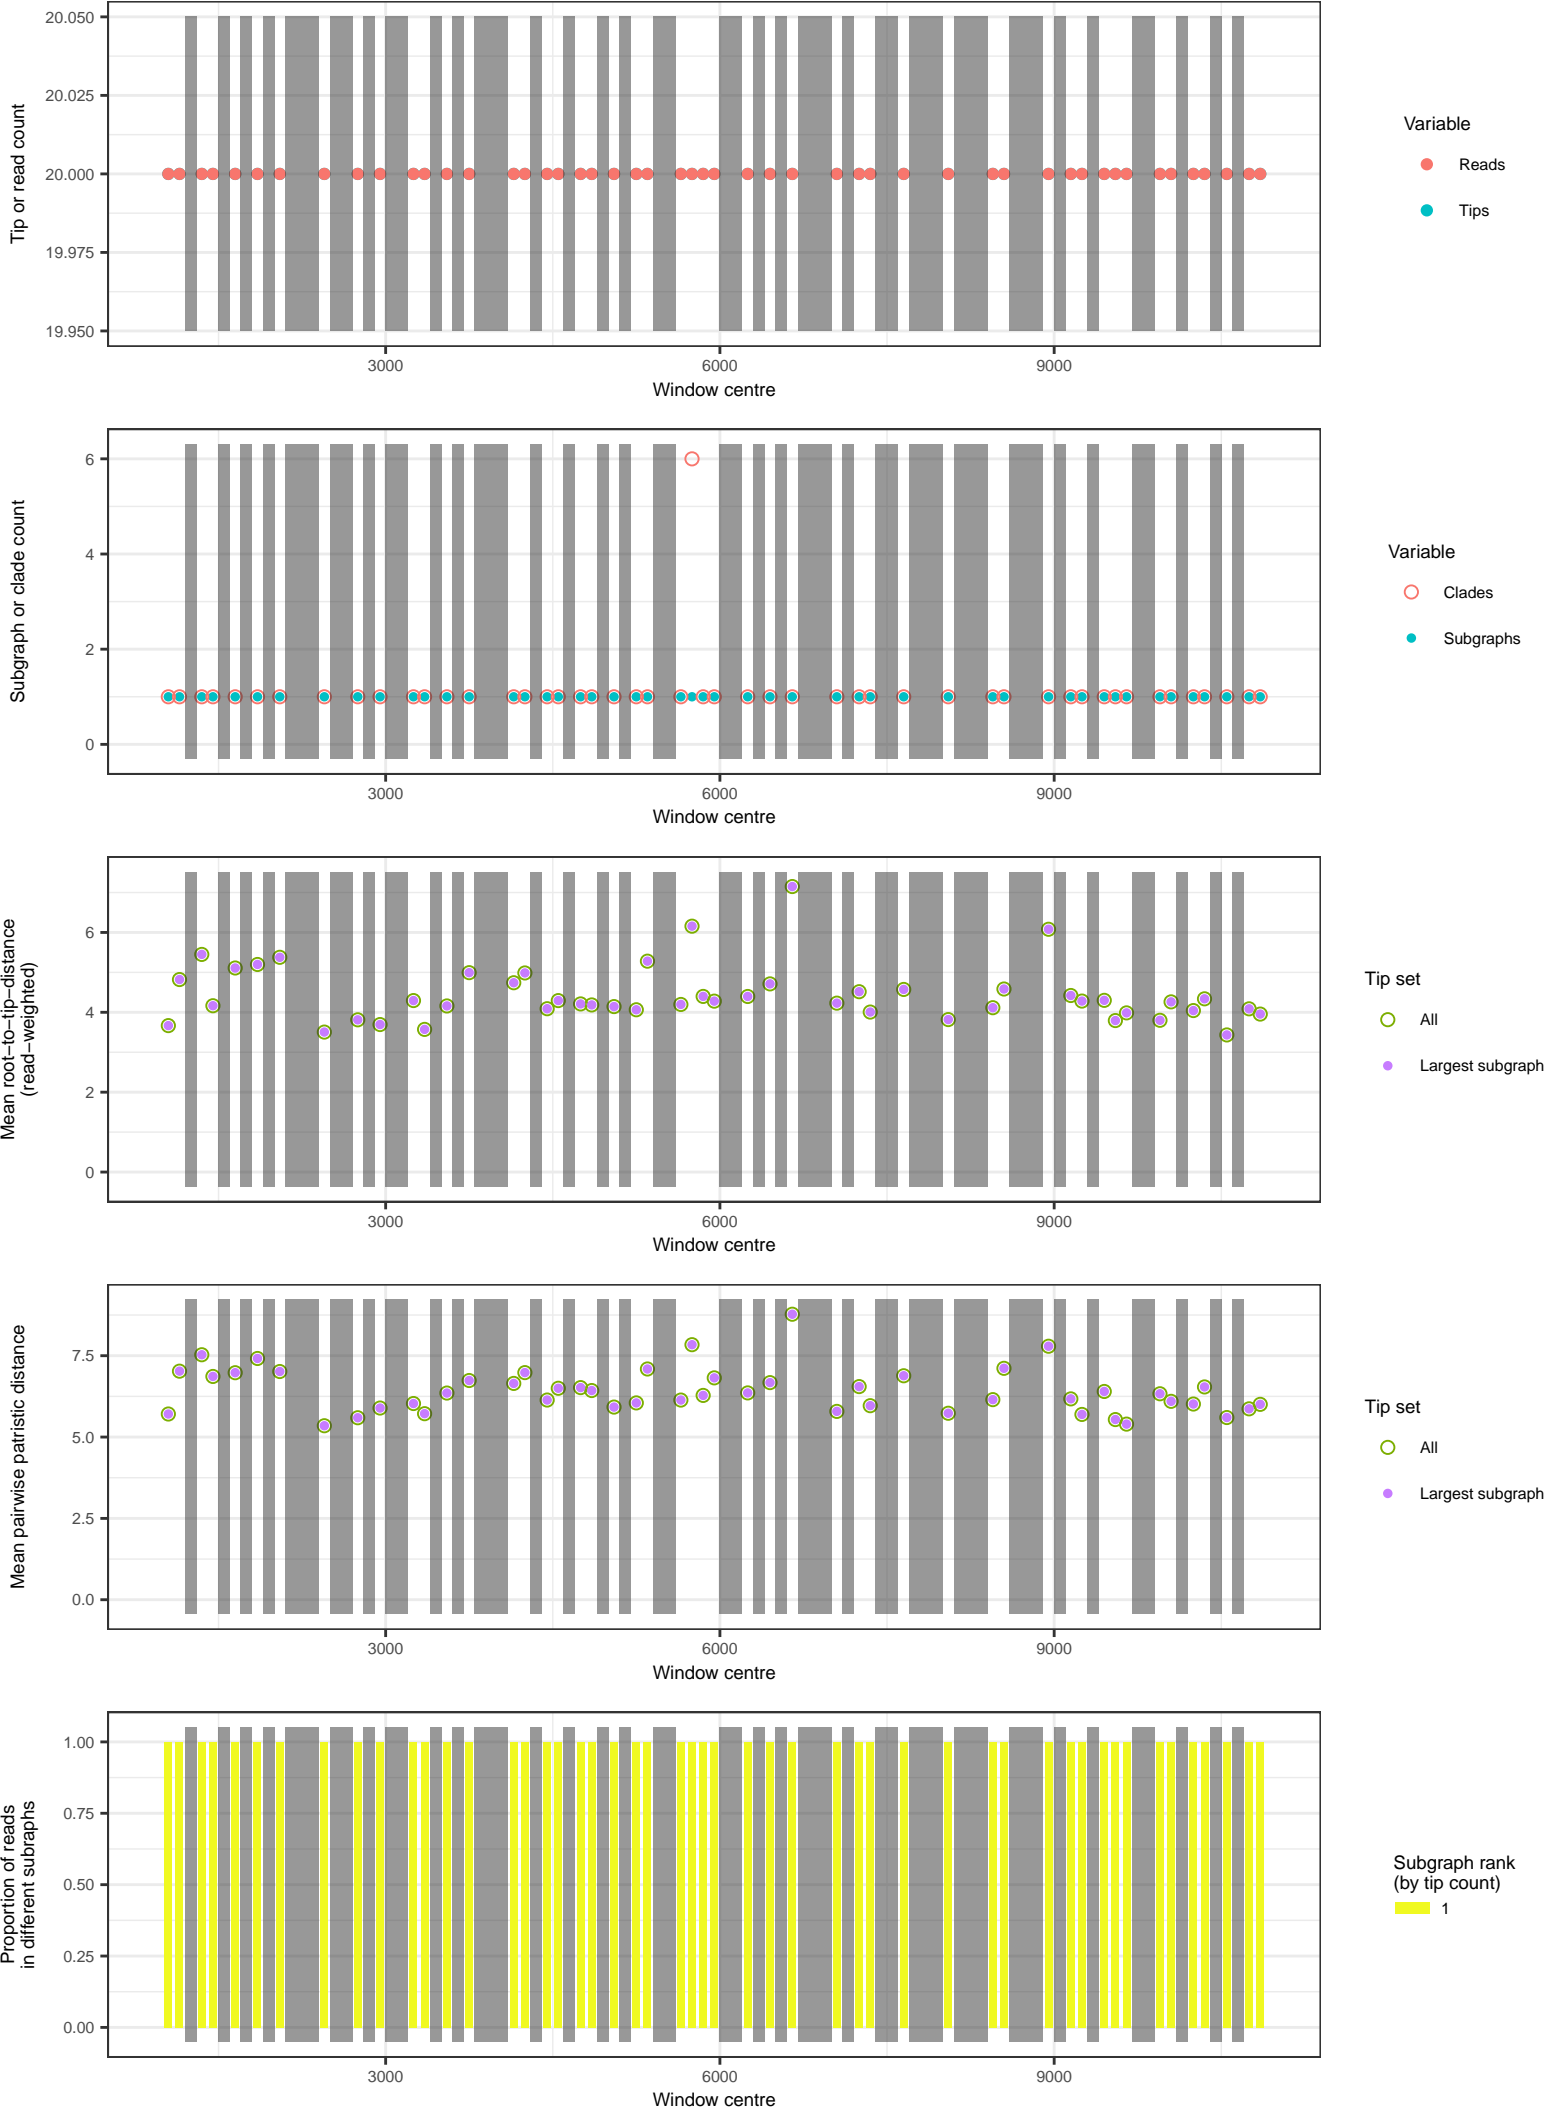 20.050
20.025
20.000
19.975
19.950
Tip or read count
3000
6000
9000
Window centre
Variable
Reads
Tips
6
4
2
0
Subgraph or clade count
3000
6000
9000
Window centre
Variable
Clades
Subgraphs
6
4
2
0
Mean root−to−tip−distance
(read−weighted)
3000
6000
9000
Window centre
Tip set
All
Largest subgraph
7.5
5.0
2.5
0.0
Mean pairwise patristic distance
3000
6000
9000
Window centre
Tip set
All
Largest subgraph
1.00
0.75
0.50
0.25
0.00
Proportion of reads
in different subraphs
3000
6000
9000
Window centre
Subgraph rank
(by tip count)
1